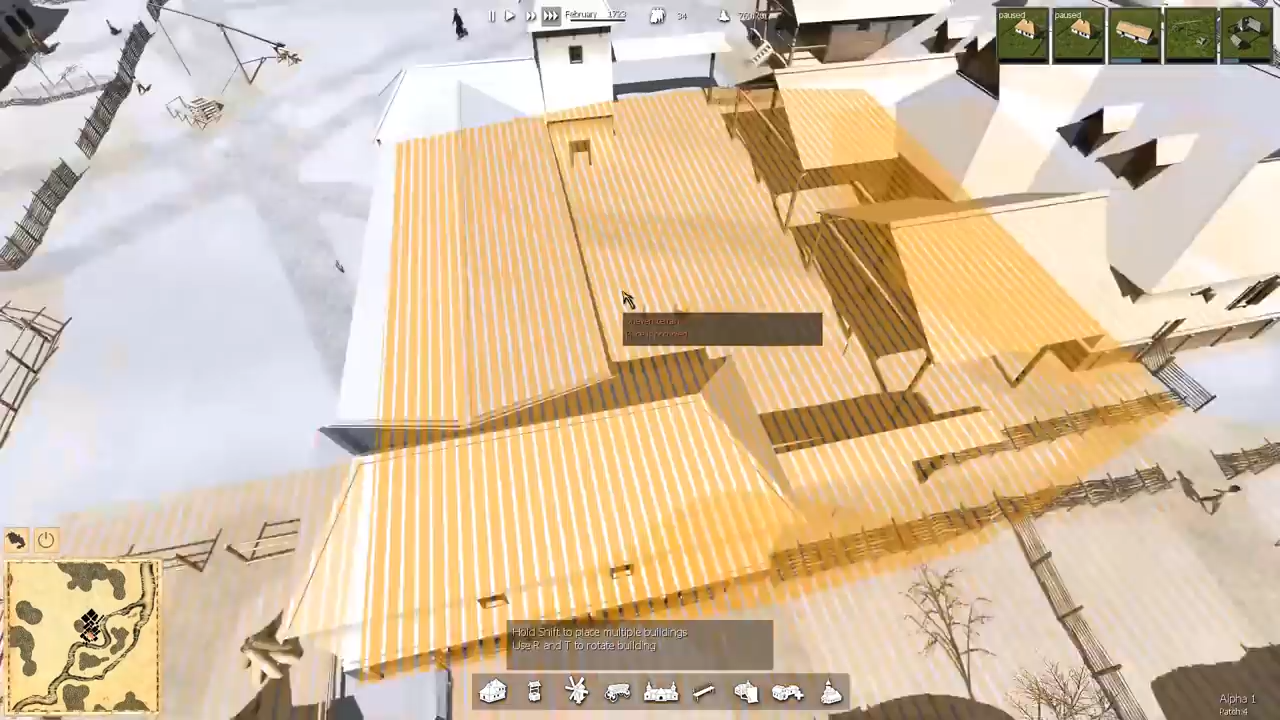 February 1723
34
paused
paused
Hold Shift to place multiple buildings
Use R and T to rotate building
Alpha 1
Patch 4